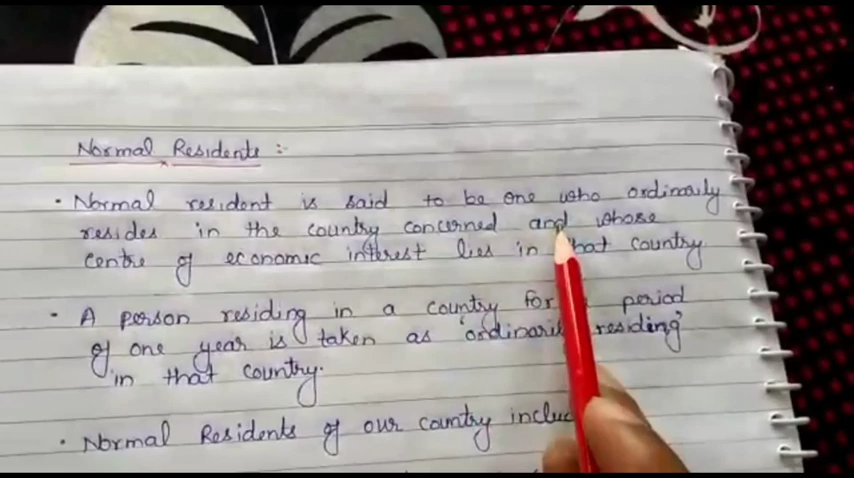 Normal Residents :-
• Normal resident is said to be one who ordinarily
resides in the country concerned and whose
centre of economic interest lies in that country
• A person residing in a country for period
of one year is taken as 'ordinarily residing'
in that country.
• Normal Residents of our country include